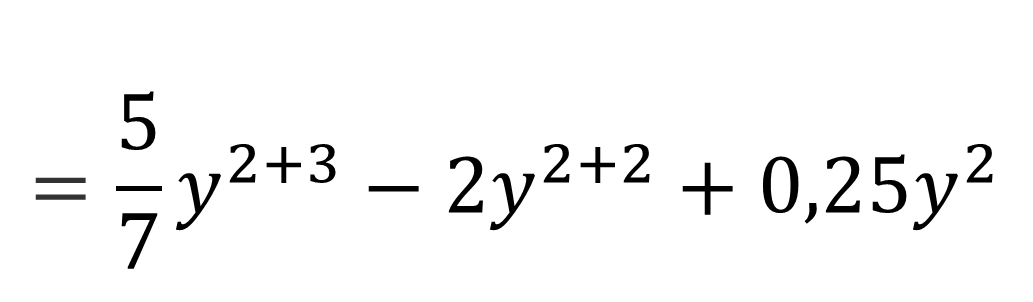 = 5/7 y^{2+3} − 2y^{2+2} + 0,25y^2